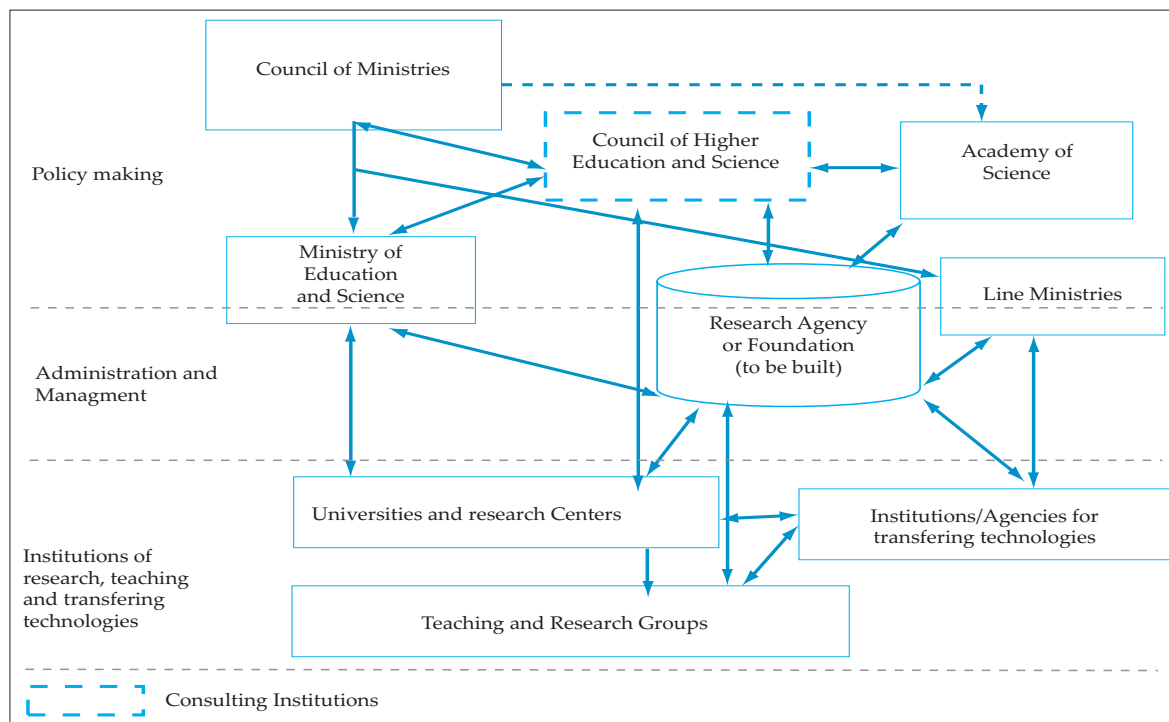 Council of Ministries
Council of Higher
Education and Science
Academy of
Science
Policy making
Ministry of
Education
and Science
Line Ministries
Research Agency
or Foundation
(to be built)
Administration and
Managment
Universities and research Centers
Institutions/Agencies for
transfering technologies
Institutions of
research, teaching
and transfering
technologies
Teaching and Research Groups
Consulting Institutions